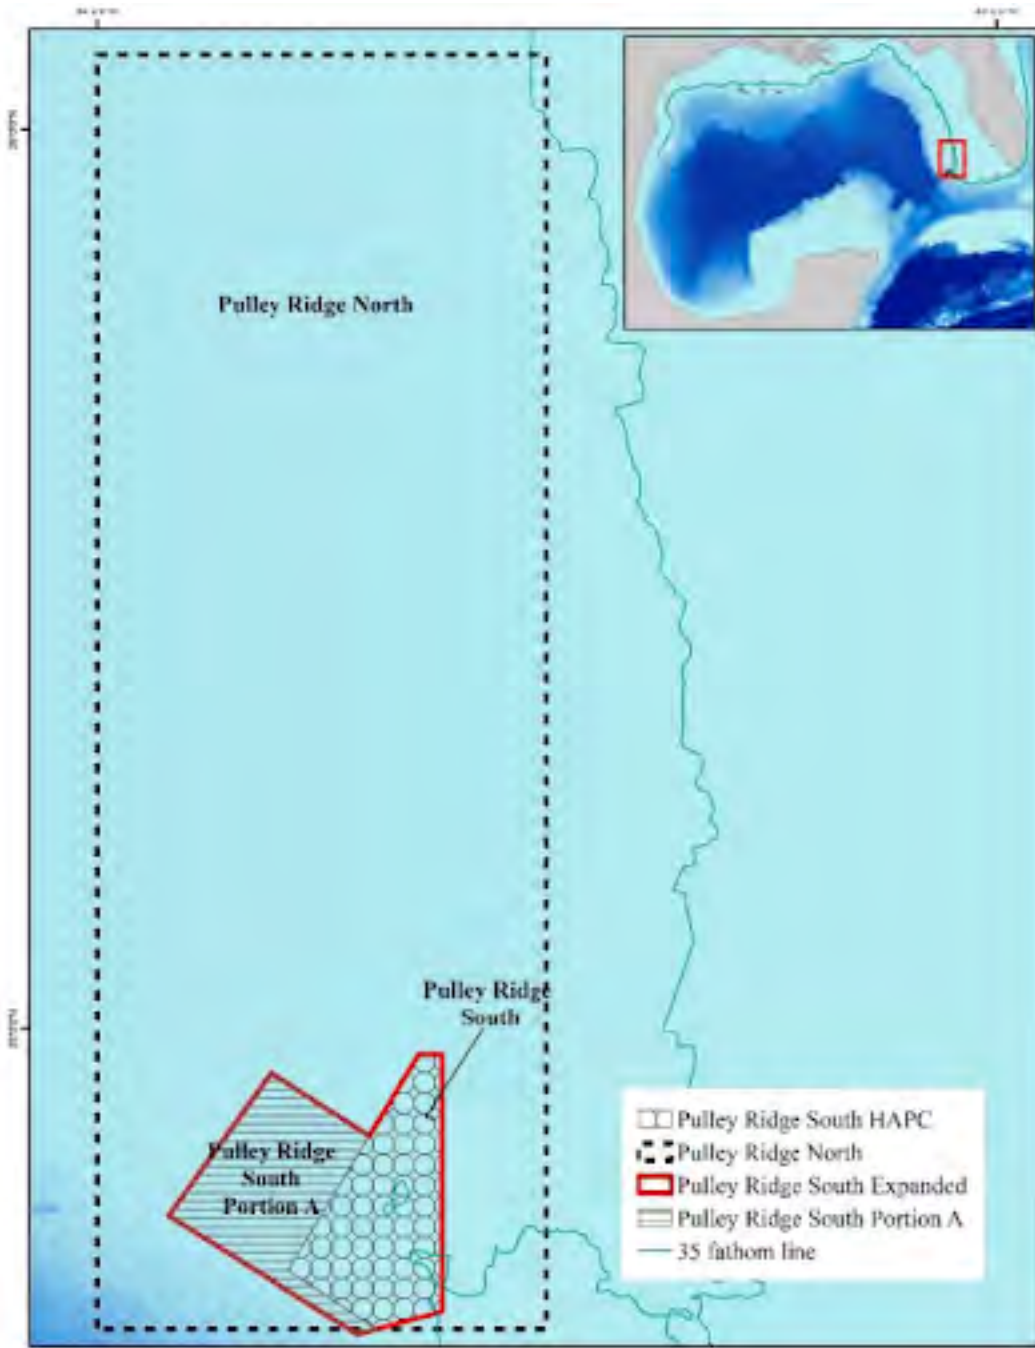 Pulley Ridge North
Pulley Ridge
South
Pulley Ridge
South
Portion A
Pulley Ridge South HAPC
Pulley Ridge North
Pulley Ridge South Expanded
Pulley Ridge South Portion A
35 fathom line